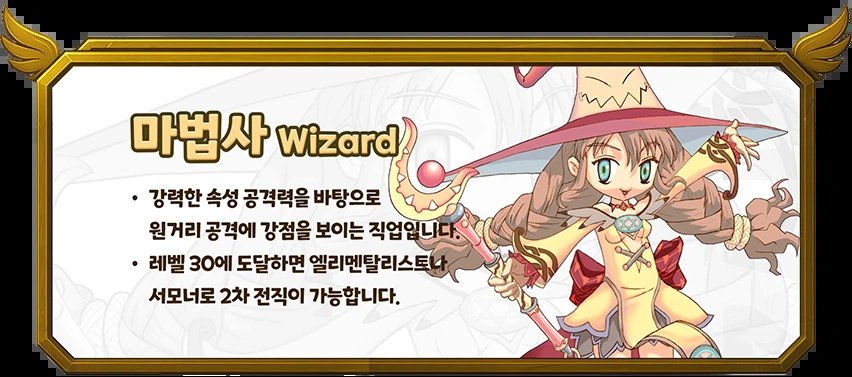 마법사 Wizard
• 강력한 속성 공격력을 바탕으로
원거리 공격에 강점을 보이는 직업입니다.
• 레벨 30에 도달하면 엘리멘탈리스트나
서모너로 2차 전직이 가능합니다.